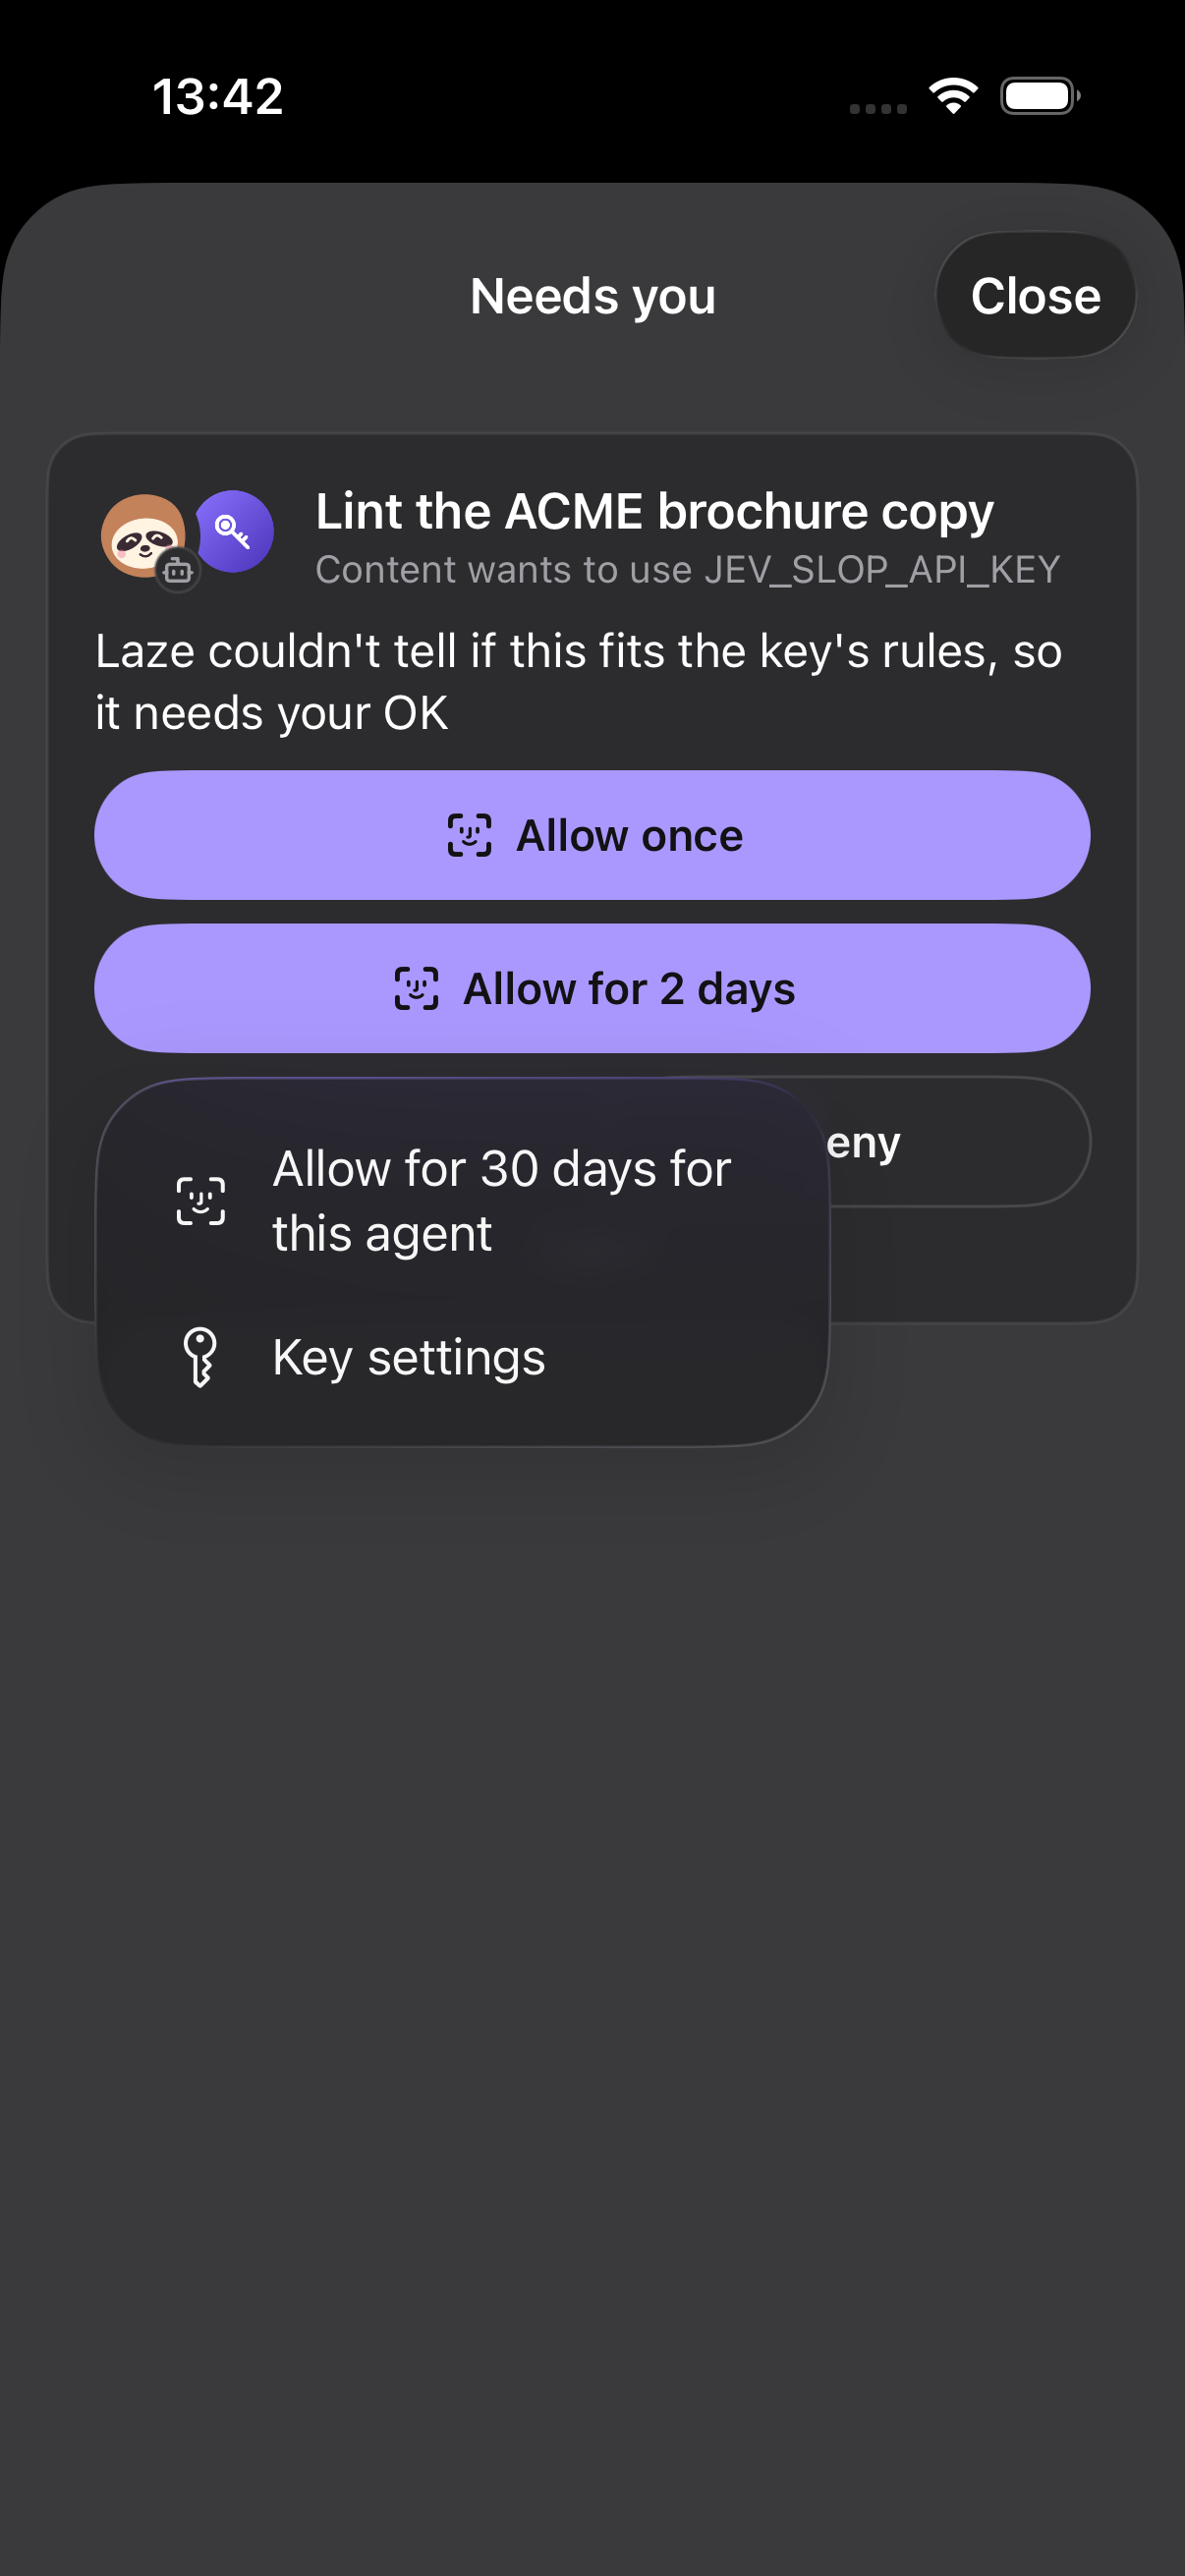 13:42
Needs you
Close
Lint the ACME brochure copy
Content wants to use JEV_SLOP_API_KEY
Laze couldn't tell if this fits the key's rules, so
it needs your OK
Allow once
Allow for 2 days
eny
Allow for 30 days for
this agent
Key settings